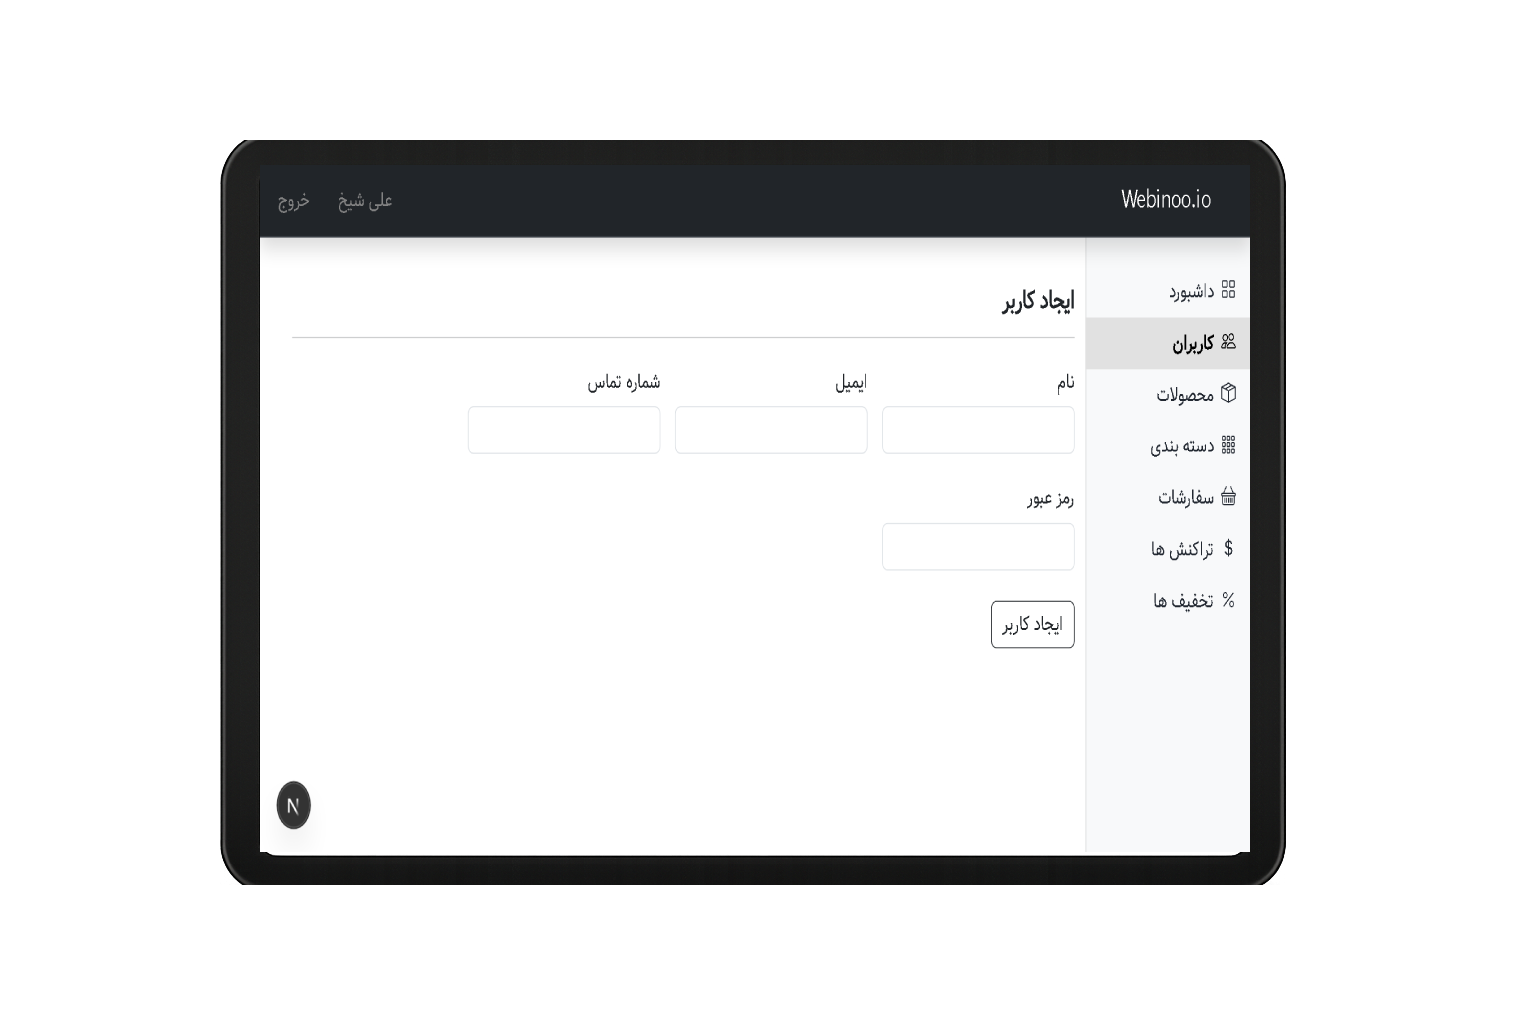 Webinoo.io
علی شیخ
خروج
داشبورد
کاربران
محصولات
دسته بندی
سفارشات
$ تراکنش ها
% تخفیف ها
ایجاد کاربر
نام
ایمیل
شماره تماس
رمز عبور
ایجاد کاربر
N